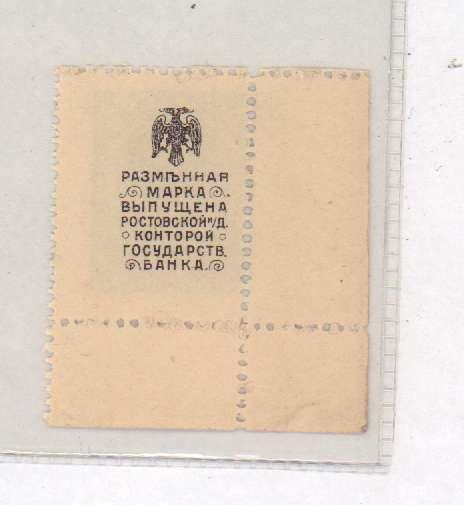 РАЗМѢННАЯ
МАРКА
ВЫПУЩЕНА
РОСТОВСКОЙ Н/Д.
КОНТОРОЙ
ГОСУДАРСТВ.
БАНКА.